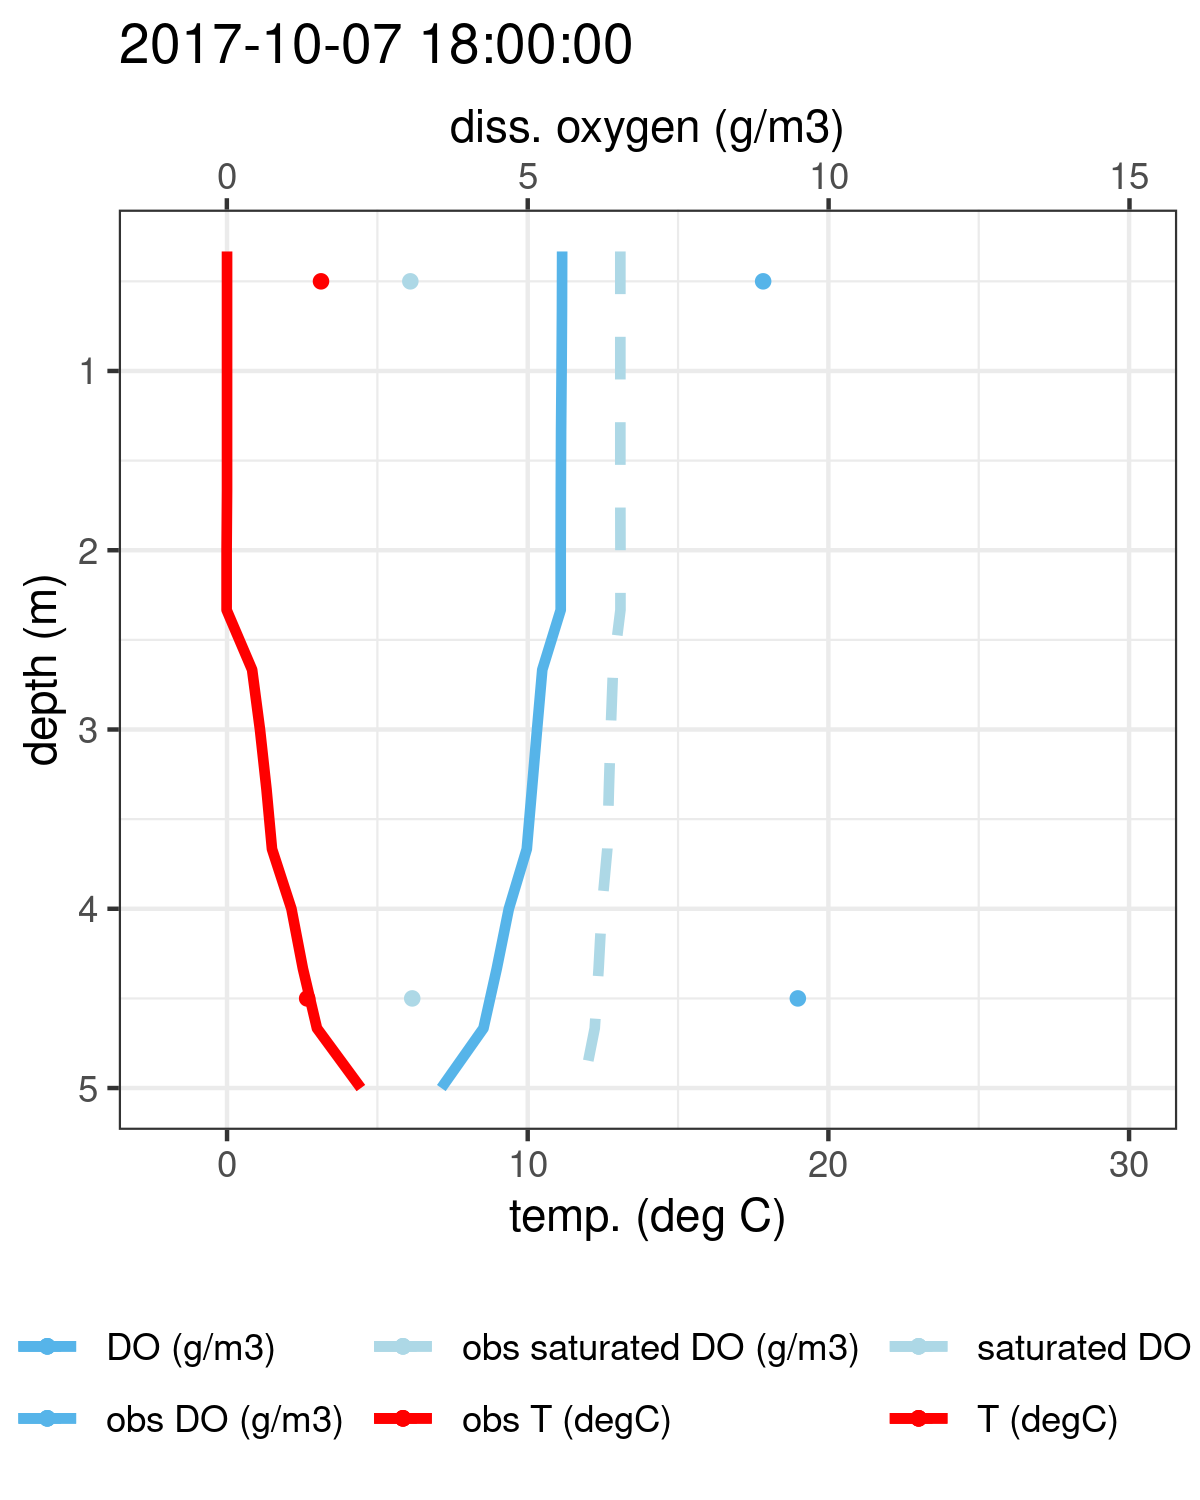 2017-10-07 18:00:00
diss. oxygen (g/m3)
0 5 10 15
depth (m)
1
2
3
4
5
0 10 20 30
temp. (deg C)
DO (g/m3) obs saturated DO (g/m3) saturated DO
obs DO (g/m3) obs T (degC) T (degC)